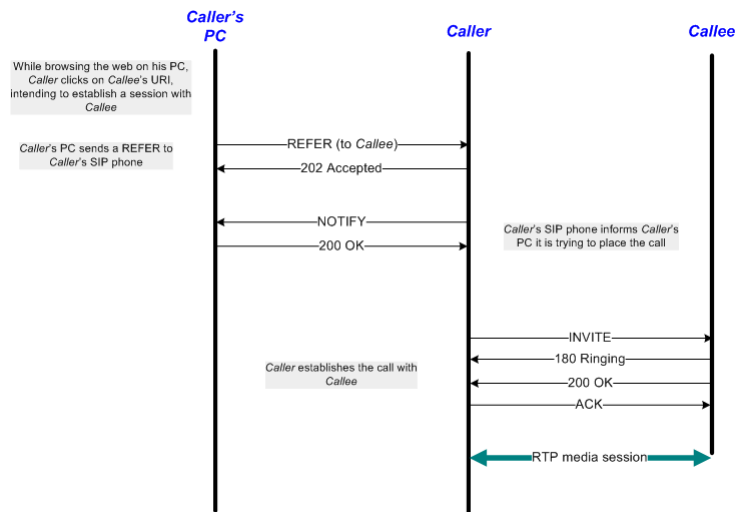 Caller's
PC
Caller
Callee
While browsing the web on his PC,
Caller clicks on Callee's URI,
intending to establish a session with
Callee
Caller's PC sends a REFER to
Caller's SIP phone
REFER (to Callee)
202 Accepted
NOTIFY
200 OK
Caller's SIP phone informs Caller's
PC it is trying to place the call
INVITE
180 Ringing
Caller establishes the call with
Callee
200 OK
ACK
RTP media session